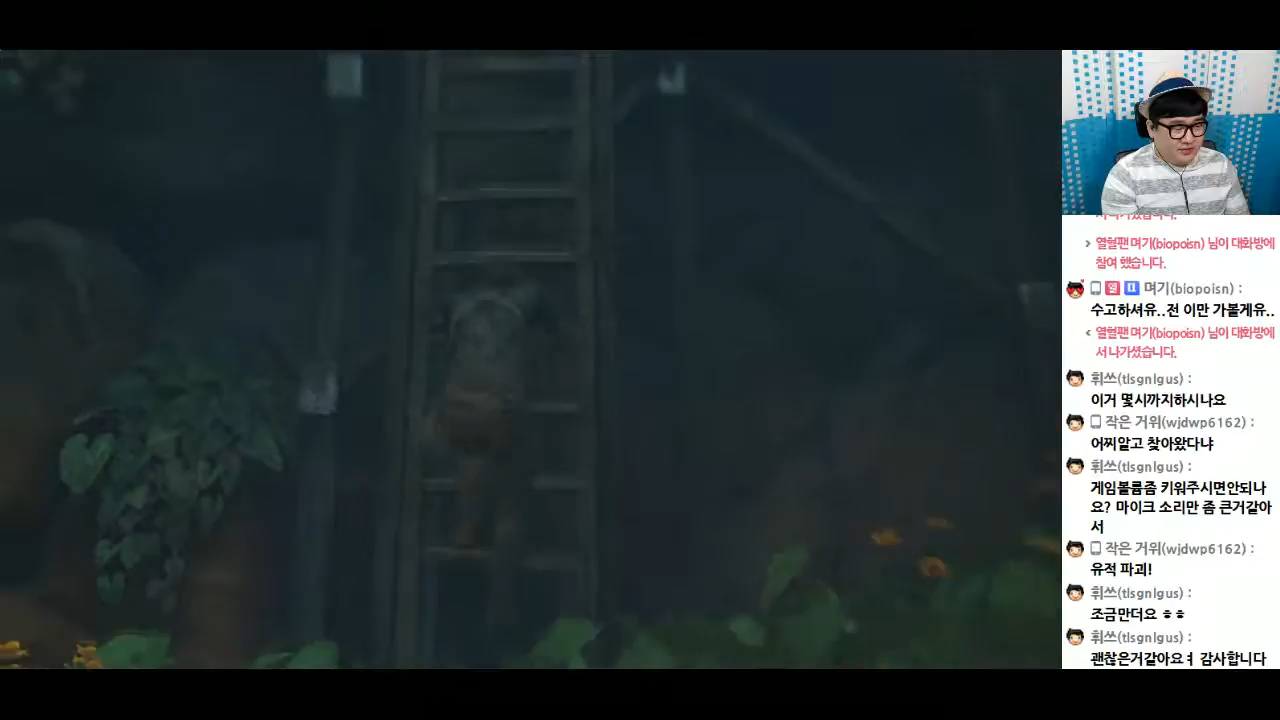 열혈팬 며기(biopoisn) 님이 대화방에
참여 했습니다.
열 며기(biopoisn) :
수고하셔유..전 이만 가볼게유..
열혈팬 며기(biopoisn) 님이 대화방에
서 나가셨습니다.
휘쓰(tlsgnlgus) :
이거 몇시까지하시나요
작은 거위(wjdwp6162) :
어찌알고 찾아왔다냐
휘쓰(tlsgnlgus) :
게임볼륨좀 키워주시면안되나
요? 마이크 소리만 좀 큰거같아
서
작은 거위(wjdwp6162) :
유적 파괴!
휘쓰(tlsgnlgus) :
조금만더요 ㅎㅎ
휘쓰(tlsgnlgus) :
괜찮은거같아요ㅕ 감사합니다